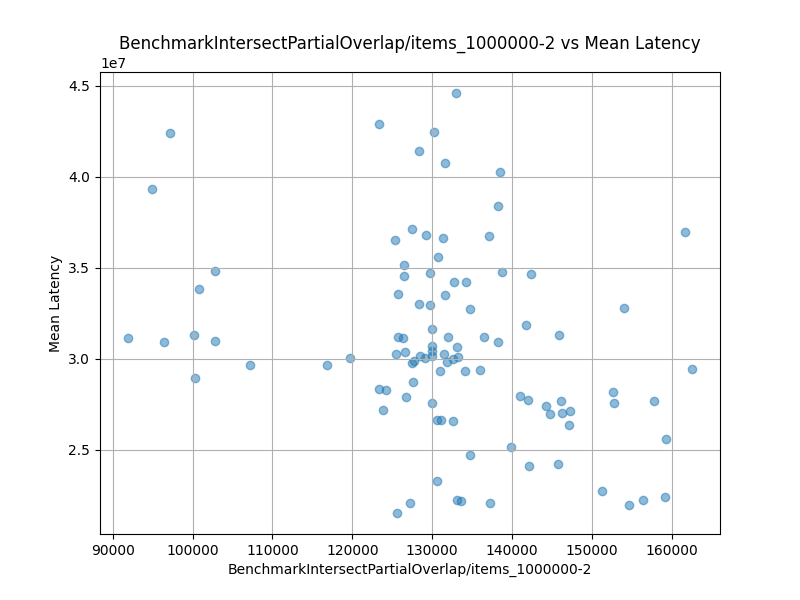 BenchmarkIntersectPartialOverlap/items_1000000-2 vs Mean Latency
1e7
4.5
4.0
3.5
3.0
2.5
Mean Latency
90000 100000 110000 120000 130000 140000 150000 160000
BenchmarkIntersectPartialOverlap/items_1000000-2